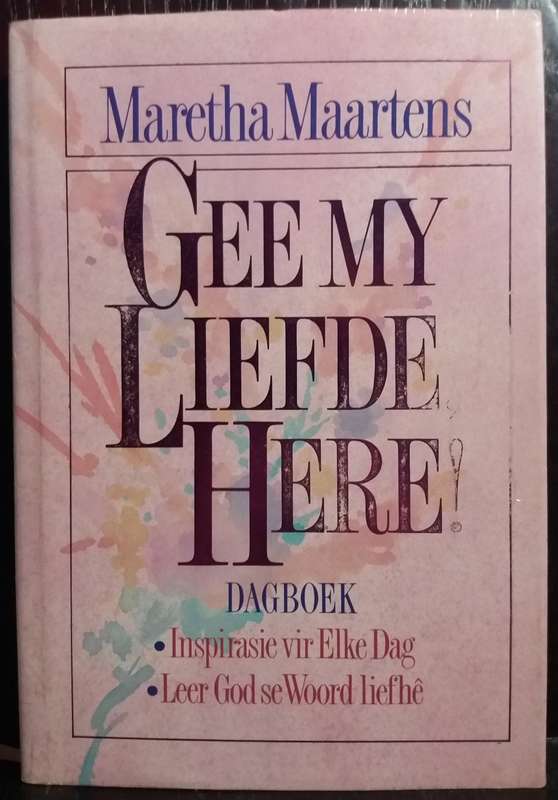 Maretha Maartens
GEE MY
LIEFDE,
HERE!
DAGBOEK
• Inspirasie vir Elke Dag
• Leer God se Woord liefhê